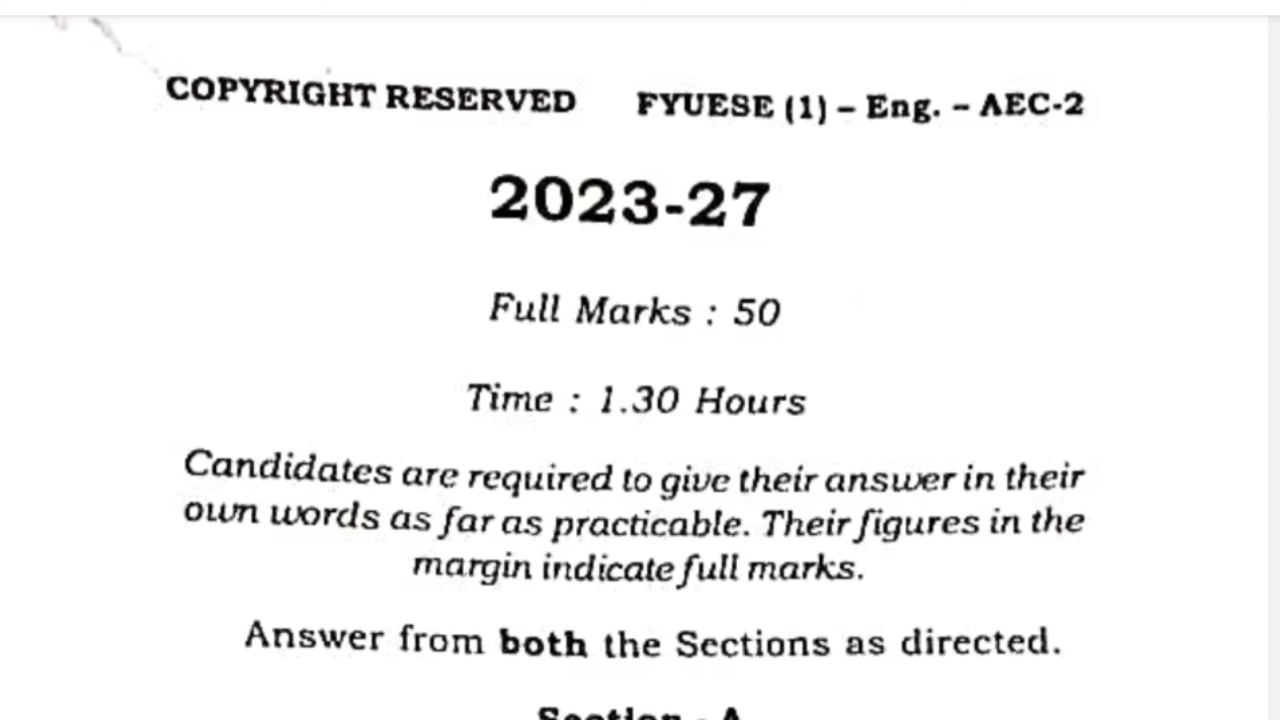 COPYRIGHT RESERVED FYUESE (1) – Eng. – AEC-2
2023-27
Full Marks : 50
Time : 1.30 Hours
Candidates are required to give their answer in their
own words as far as practicable. Their figures in the
margin indicate full marks.
Answer from both the Sections as directed.
Section - A